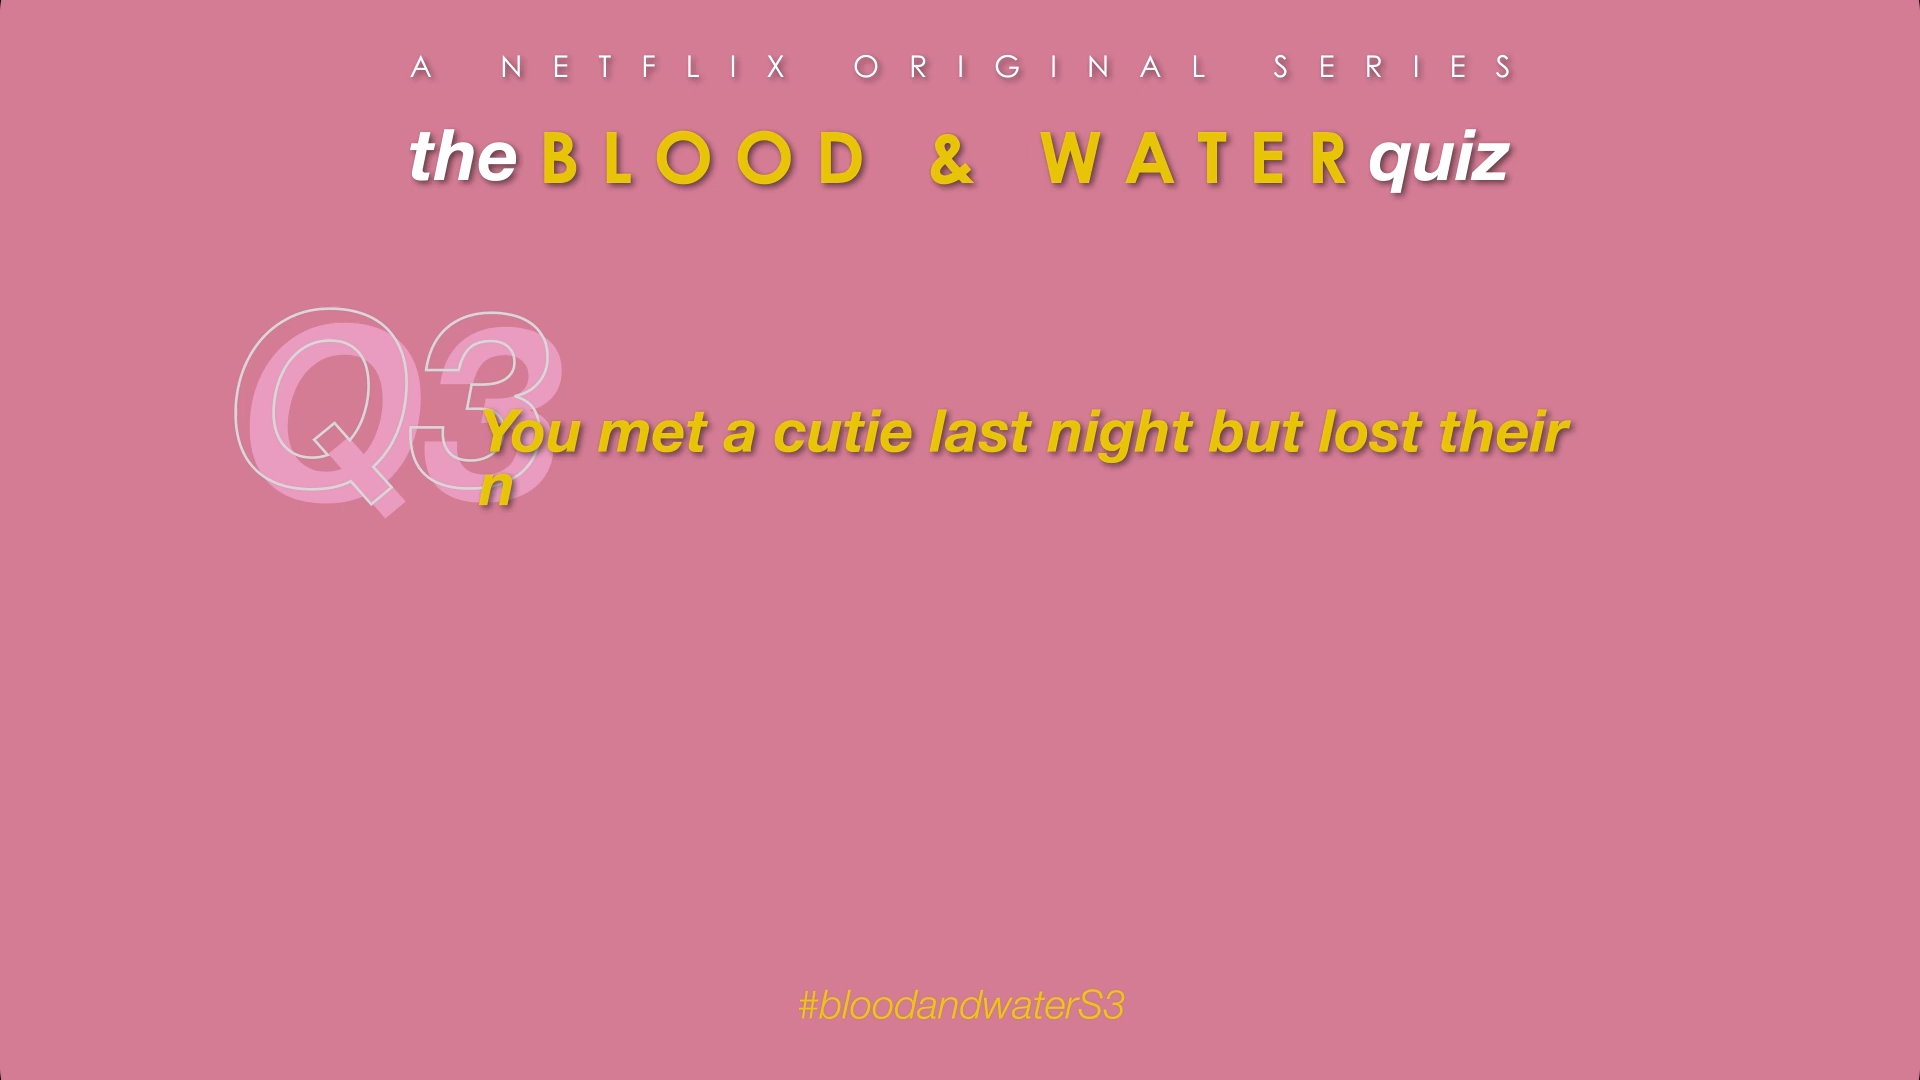 A NETFLIX ORIGINAL SERIES
the BLOOD & WATER quiz
Q3
You met a cutie last night but lost their
n
#bloodandwaterS3